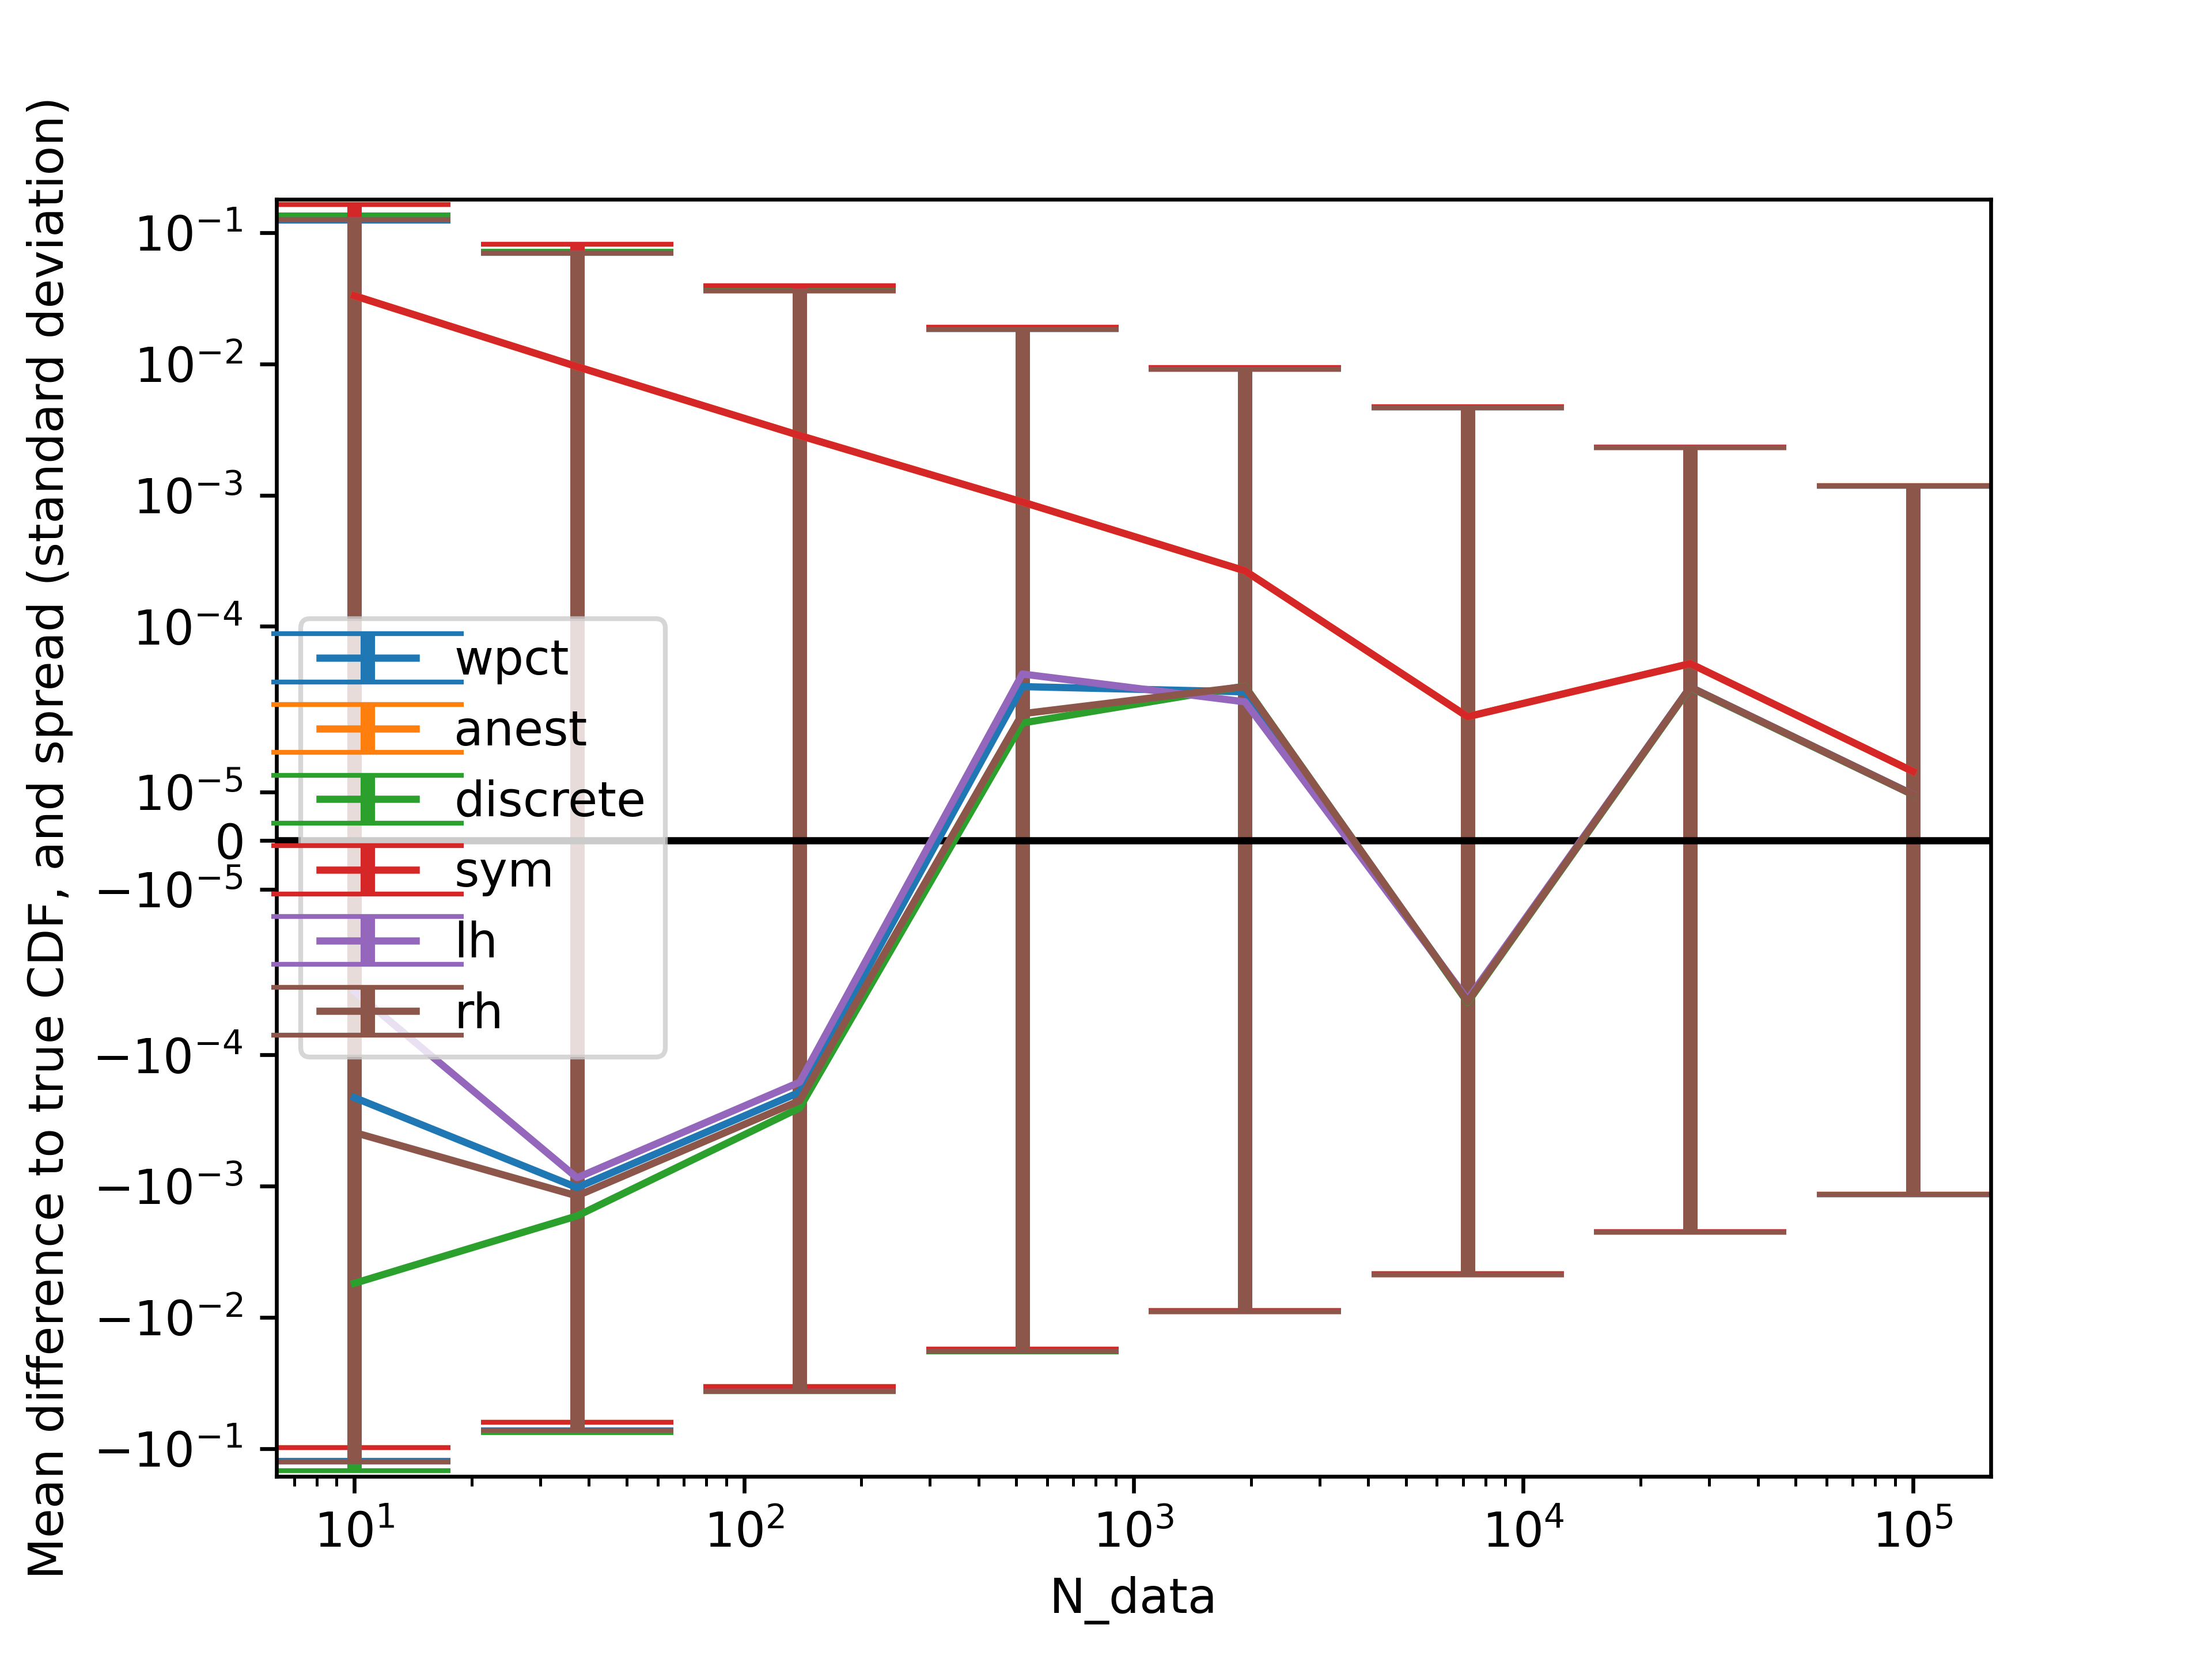 Mean difference to true CDF, and spread (standard deviation)
10⁻¹
10⁻²
10⁻³
10⁻⁴
10⁻⁵
0
−10⁻⁵
−10⁻⁴
−10⁻³
−10⁻²
−10⁻¹
wpct
anest
discrete
sym
lh
rh
10¹ 10² 10³ 10⁴ 10⁵
N_data